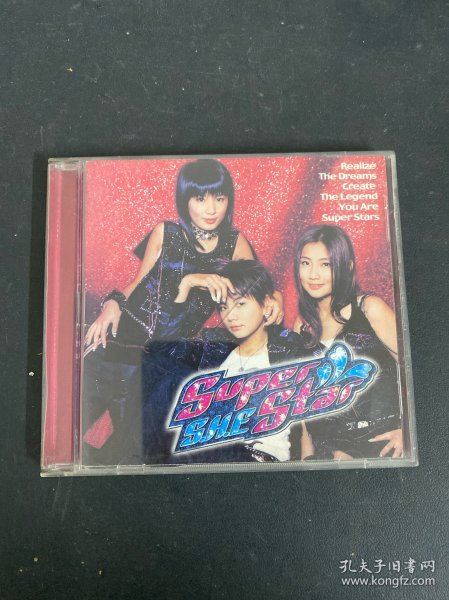 Realize
The Dreams
Create
The Legend
You Are
Super Stars
Super
S.H.E Star
孔夫子旧书网
www.kongfz.com